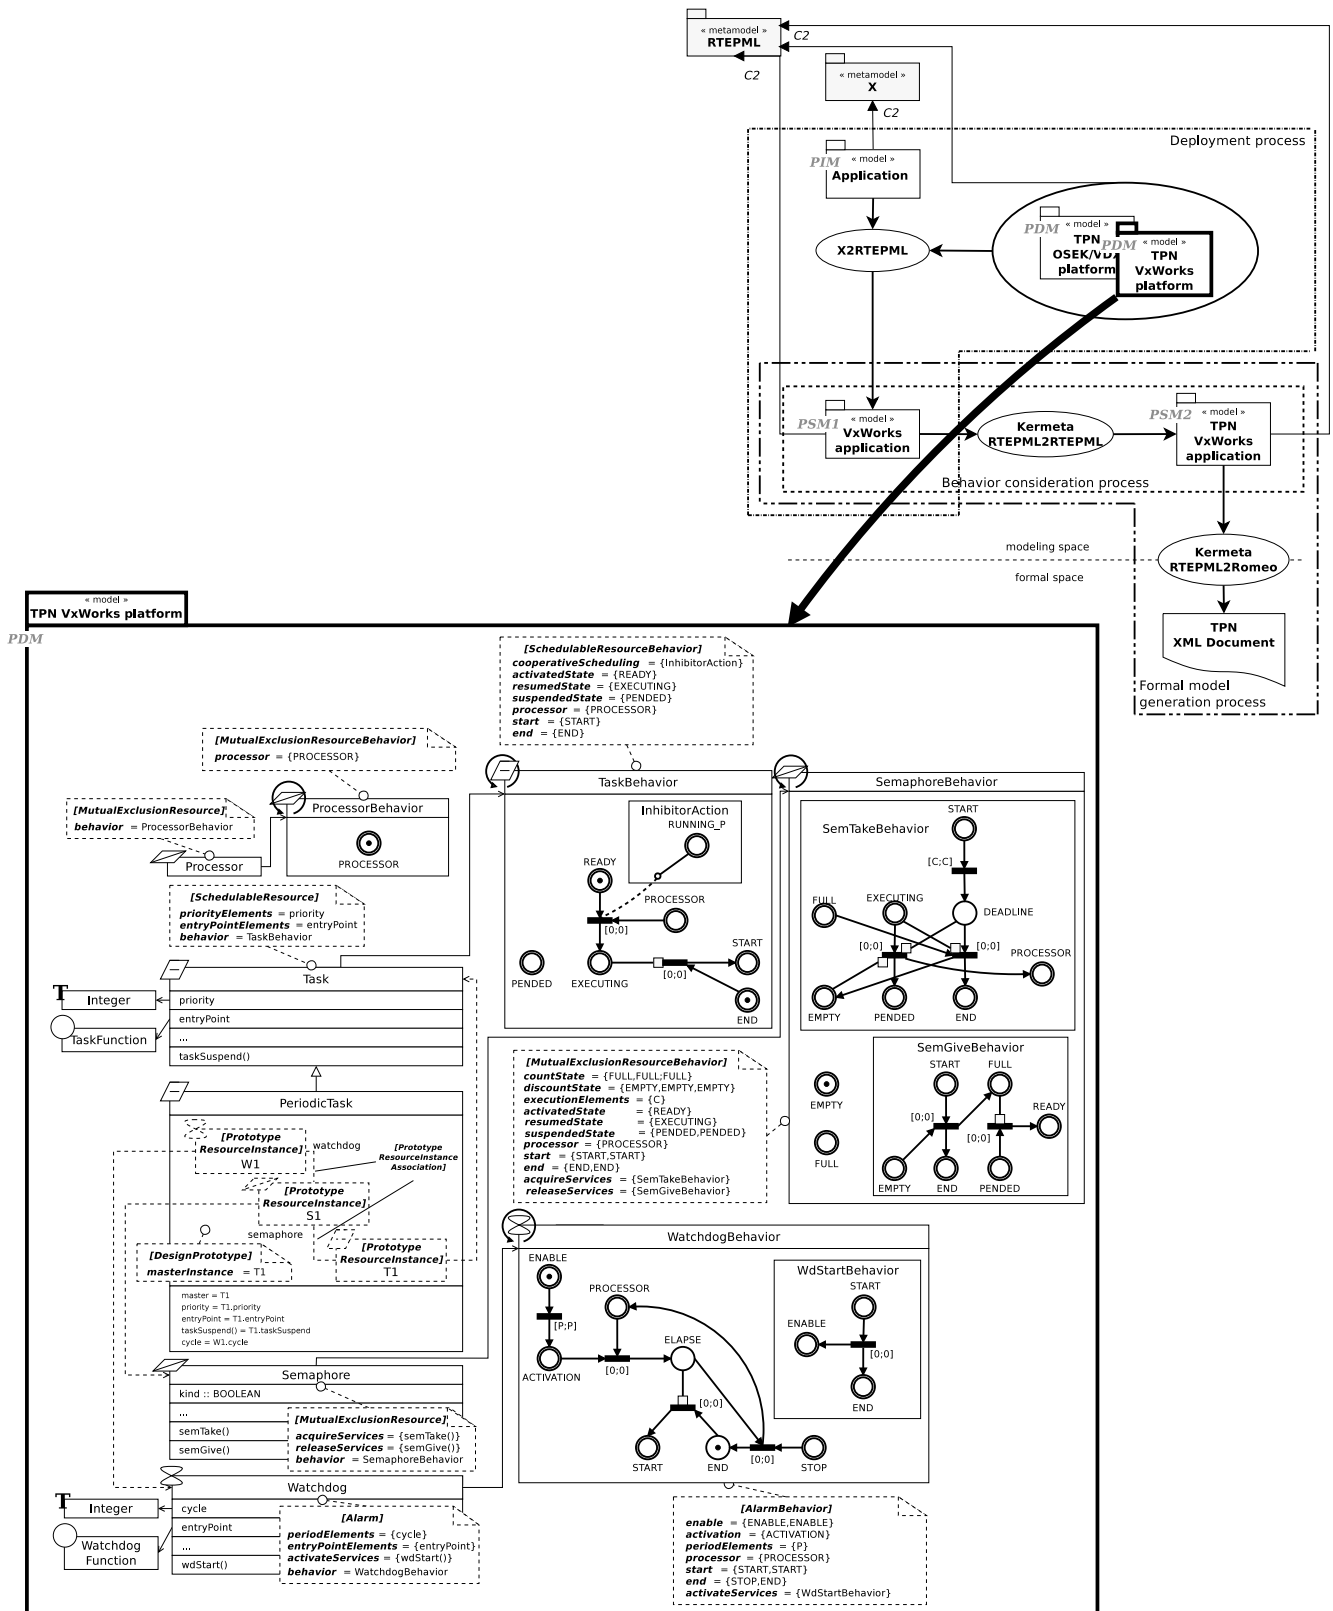 « metamodel »
RTEPML
C2
C2
« metamodel »
X
C2
Deployment process
PIM
« model »
Application
X2RTEPML
PDM
« model »
TPN
OSEK/VD
platform
PDM
« model »
TPN
VxWorks
platform
PSM1
« model »
VxWorks
application
Kermeta
RTEPML2RTEPML
PSM2
« model »
TPN
VxWorks
application
Behavior consideration process
modeling space
formal space
Kermeta
RTEPML2Romeo
TPN
XML Document
Formal model
generation process
« model »
TPN VxWorks platform
PDM
[SchedulableResourceBehavior]
cooperativeScheduling = {InhibitorAction}
activatedState = {READY}
resumedState = {EXECUTING}
suspendedState = {PENDED}
processor = {PROCESSOR}
start = {START}
end = {END}
[MutualExclusionResourceBehavior]
processor = {PROCESSOR}
[MutualExclusionResource]
behavior = ProcessorBehavior
Processor
ProcessorBehavior
PROCESSOR
[SchedulableResource]
priorityElements = priority
entryPointElements = entryPoint
behavior = TaskBehavior
Task
priority
entryPoint
...
taskSuspend()
T
Integer
TaskFunction
PeriodicTask
[Prototype
ResourceInstance]
W1
watchdog
[Prototype
ResourceInstance
Association]
[Prototype
ResourceInstance]
S1
semaphore
[Prototype
ResourceInstance]
T1
[DesignPrototype]
masterInstance = T1
master = T1
priority = T1.priority
entryPoint = T1.entryPoint
taskSuspend() = T1.taskSuspend
cycle = W1.cycle
Semaphore
kind :: BOOLEAN
...
semTake()
semGive()
[MutualExclusionResource]
acquireServices = {semTake()}
releaseServices = {semGive()}
behavior = SemaphoreBehavior
Watchdog
cycle
entryPoint
...
wdStart()
T
Integer
Watchdog
Function
[Alarm]
periodElements = {cycle}
entryPointElements = {entryPoint}
activateServices = {wdStart()}
behavior = WatchdogBehavior
TaskBehavior
InhibitorAction
RUNNING_P
READY
PROCESSOR
[0;0]
START
PENDED
EXECUTING
[0;0]
END
SemaphoreBehavior
START
SemTakeBehavior
[C;C]
FULL
EXECUTING
DEADLINE
[0;0]
[0;0]
PROCESSOR
EMPTY
PENDED
END
SemGiveBehavior
START
FULL
READY
[0;0]
[0;0]
EMPTY
END
PENDED
EMPTY
FULL
[MutualExclusionResourceBehavior]
countState = {FULL,FULL;FULL}
discountState = {EMPTY,EMPTY,EMPTY}
executionElements = {C}
activatedState = {READY}
resumedState = {EXECUTING}
suspendedState = {PENDED,PENDED}
processor = {PROCESSOR}
start = {START,START}
end = {END,END}
acquireServices = {SemTakeBehavior}
releaseServices = {SemGiveBehavior}
WatchdogBehavior
ENABLE
PROCESSOR
[P;P]
ELAPSE
ACTIVATION
[0;0]
[0;0]
START
END
[0;0]
STOP
WdStartBehavior
START
ENABLE
[0;0]
END
[AlarmBehavior]
enable = {ENABLE,ENABLE}
activation = {ACTIVATION}
periodElements = {P}
processor = {PROCESSOR}
start = {START,START}
end = {STOP,END}
activateServices = {WdStartBehavior}